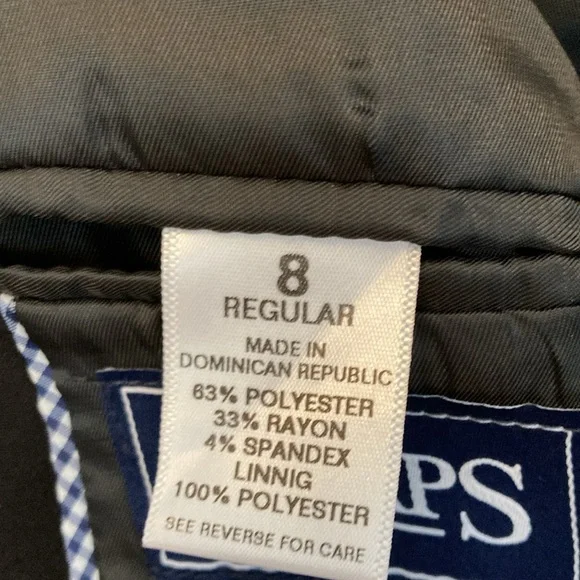 8
REGULAR
MADE IN
DOMINICAN REPUBLIC
63% POLYESTER
33% RAYON
4% SPANDEX
LINNIG
100% POLYESTER
SEE REVERSE FOR CARE
PS